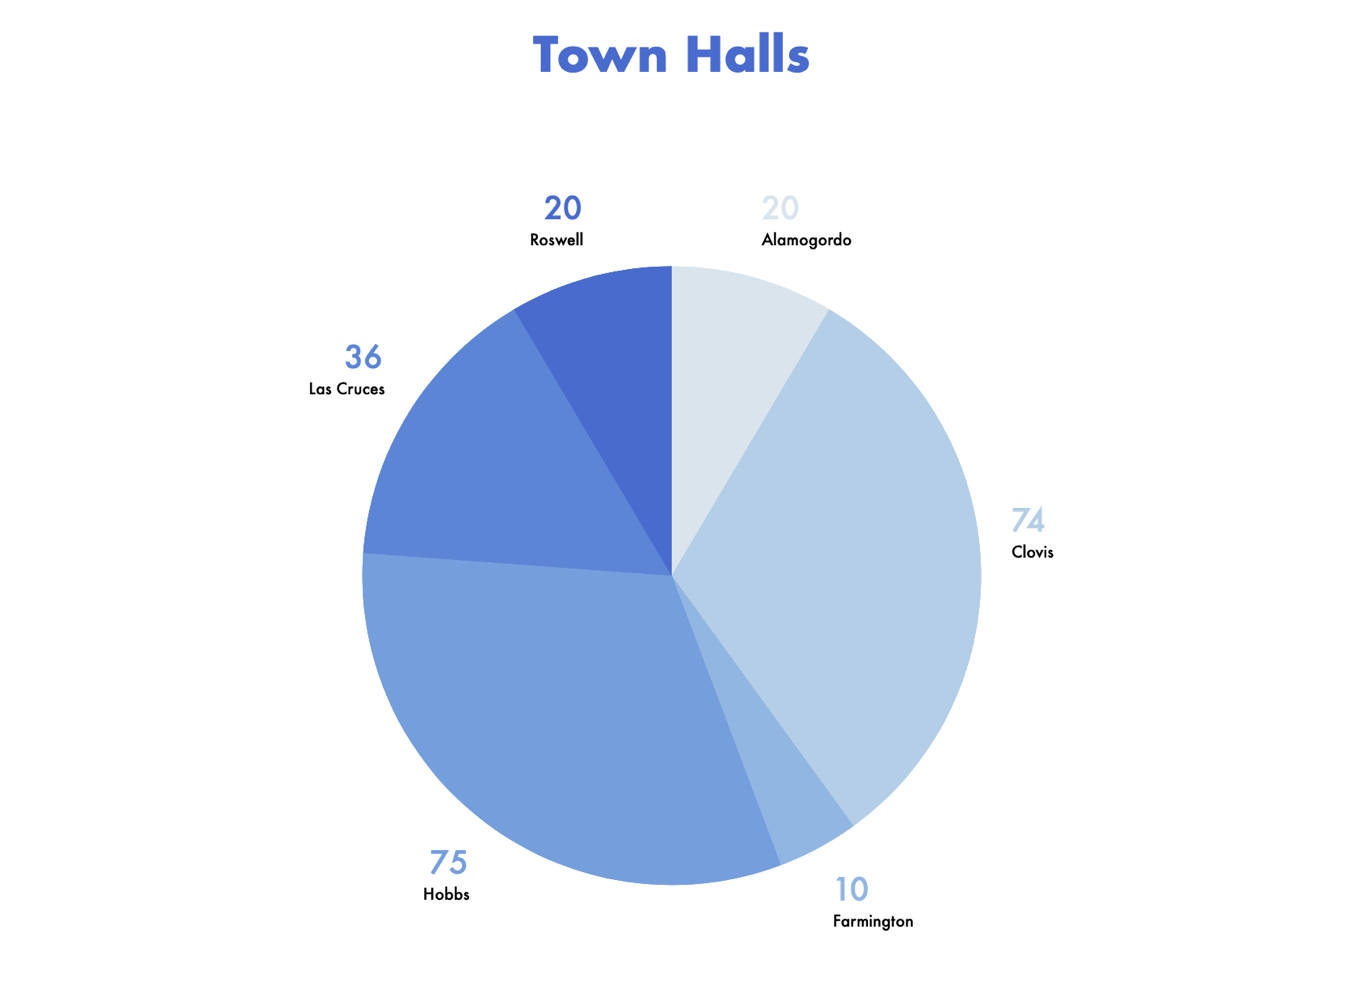 Town Halls
20
Roswell
20
Alamogordo
36
Las Cruces
74
Clovis
75
Hobbs
10
Farmington